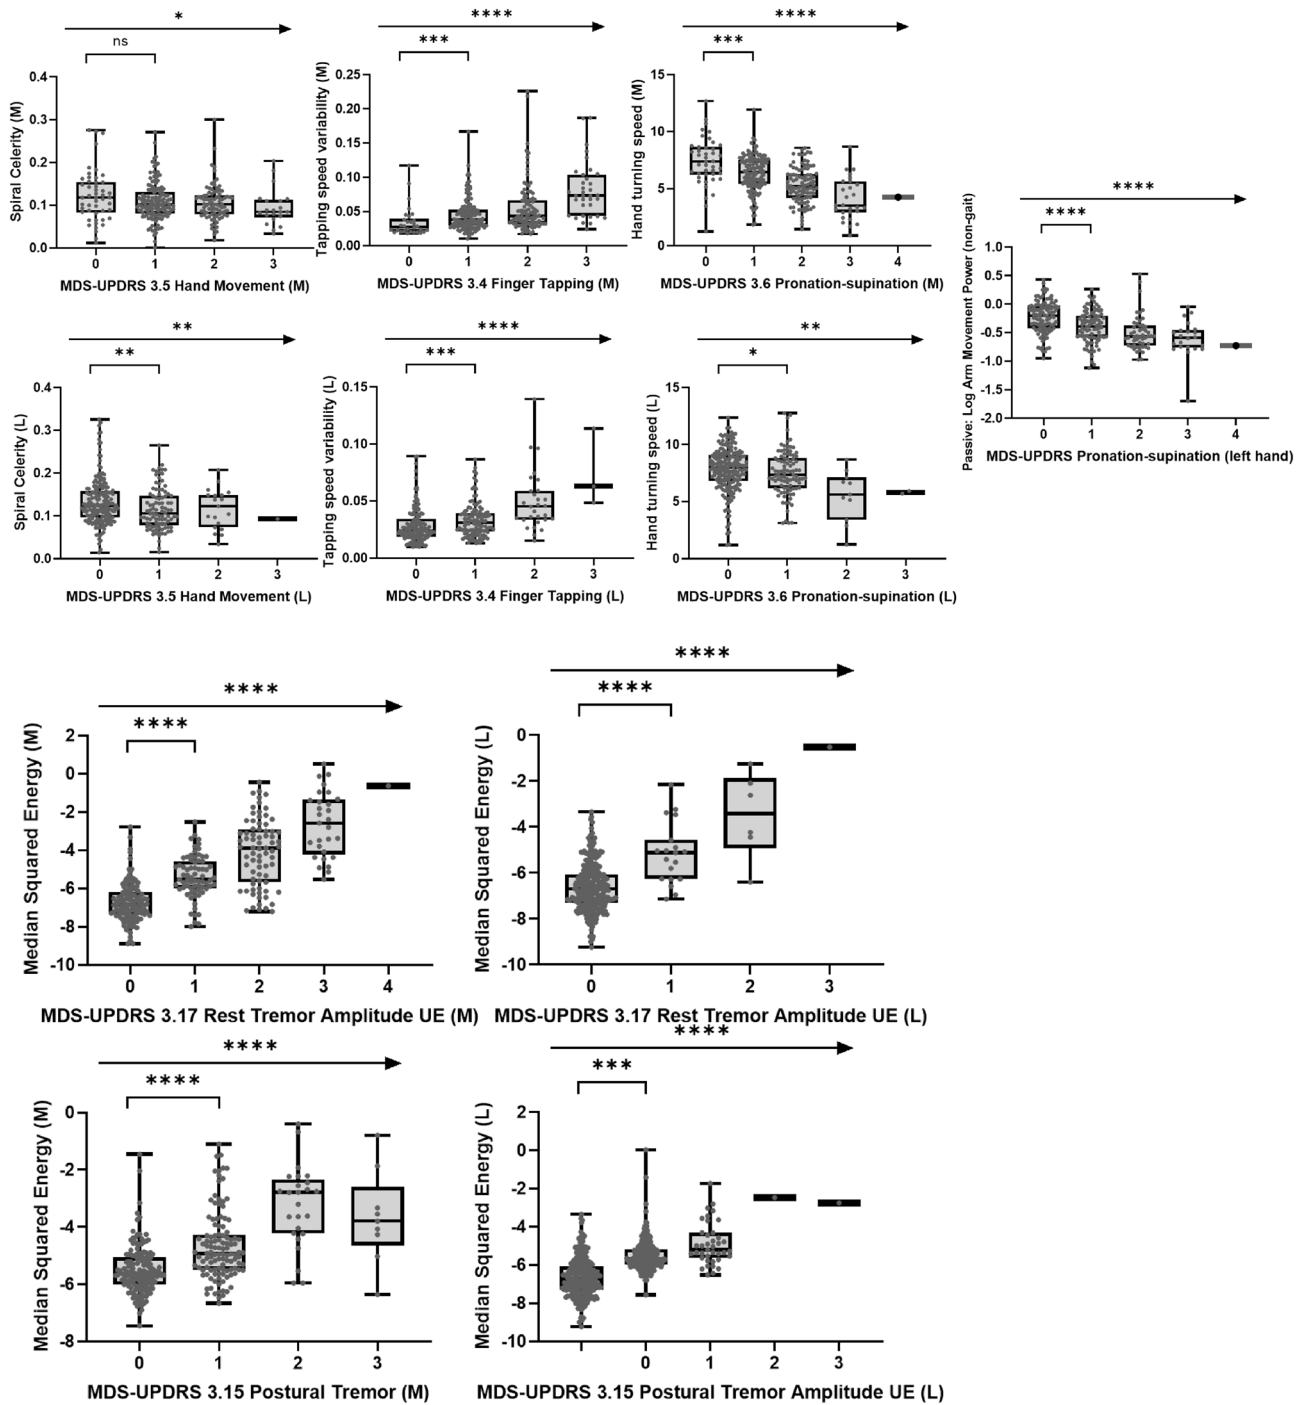 *
ns
Spiral Celerity (M)
0.4
0.3
0.2
0.1
0.0
0 1 2 3
MDS-UPDRS 3.5 Hand Movement (M)
****
***
Tapping speed variability (M)
0.25
0.20
0.15
0.10
0.05
0.00
0 1 2 3
MDS-UPDRS 3.4 Finger Tapping (M)
****
***
Hand turning speed (M)
15
10
5
0
0 1 2 3 4
MDS-UPDRS 3.6 Pronation-supination (M)
****
****
Passive: Log Arm Movement Power (non-gait)
1.0
0.5
0.0
-0.5
-1.0
-1.5
-2.0
0 1 2 3 4
MDS-UPDRS Pronation-supination (left hand)
**
**
Spiral Celerity (L)
0.4
0.3
0.2
0.1
0.0
0 1 2 3
MDS-UPDRS 3.5 Hand Movement (L)
****
***
Tapping speed variability (L)
0.15
0.10
0.05
0.00
0 1 2 3
MDS-UPDRS 3.4 Finger Tapping (L)
**
*
Hand turning speed (L)
15
10
5
0
0 1 2 3
MDS-UPDRS 3.6 Pronation-supination (L)
****
****
Median Squared Energy (M)
2
0
-2
-4
-6
-8
-10
0 1 2 3 4
MDS-UPDRS 3.17 Rest Tremor Amplitude UE (M)
****
****
Median Squared Energy (L)
0
-2
-4
-6
-8
-10
0 1 2 3
MDS-UPDRS 3.17 Rest Tremor Amplitude UE (L)
****
****
Median Squared Energy (M)
0
-2
-4
-6
-8
0 1 2 3
MDS-UPDRS 3.15 Postural Tremor (M)
****
***
Median Squared Energy (L)
2
0
-2
-4
-6
-8
-10
0 1 2 3
MDS-UPDRS 3.15 Postural Tremor Amplitude UE (L)